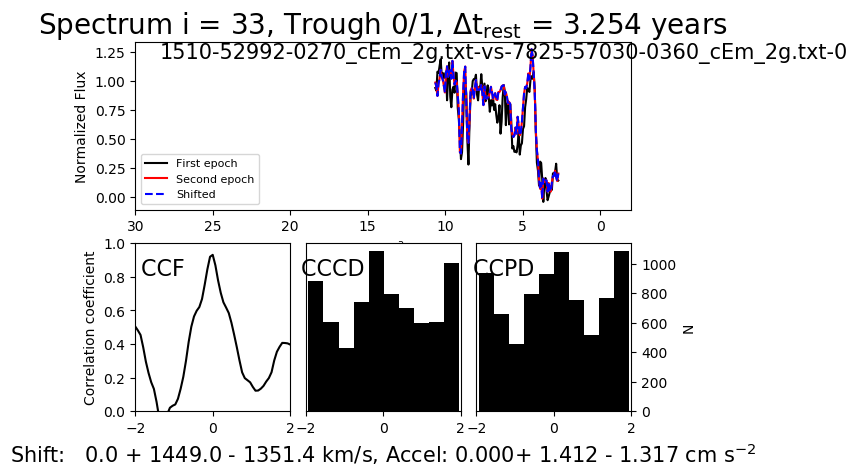 Spectrum i = 33, Trough 0/1, Δt_rest = 3.254 years
1510-52992-0270_cEm_2g.txt-vs-7825-57030-0360_cEm_2g.txt-0
Normalized Flux
1.25
1.00
0.75
0.50
0.25
0.00
First epoch
Second epoch
Shifted
30 25 20 15 10 5 0
Correlation coefficient
1.0
0.8
0.6
0.4
0.2
0.0
CCF
CCCD
CCPD
1000
800
600
400
200
0
N
−2 0 2 −2 0 2 −2 0 2
Shift: 0.0 + 1449.0 - 1351.4 km/s, Accel: 0.000+ 1.412 - 1.317 cm s⁻²